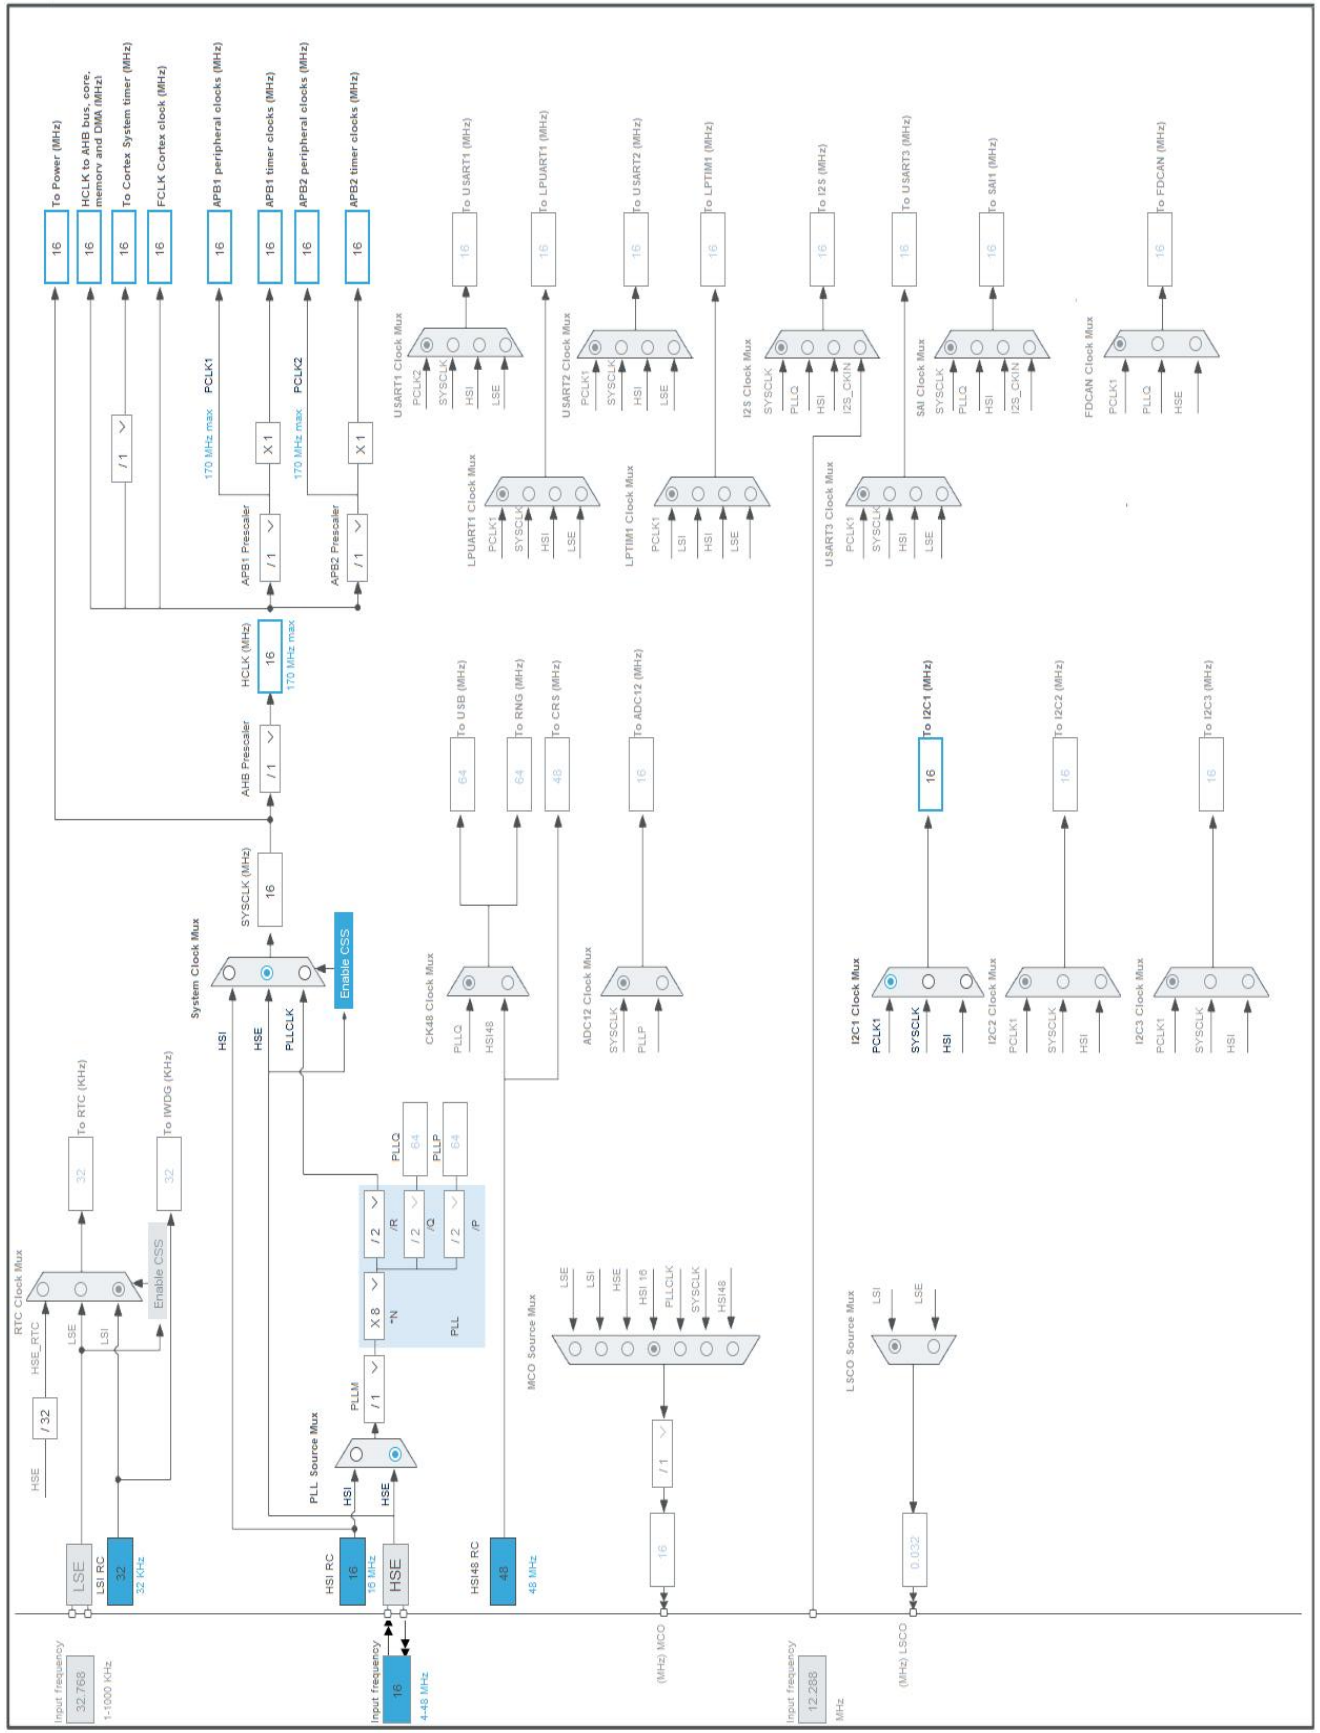 RTC Clock Mux
HSE
/ 32
HSE_RTC
LSE
LSI
Enable CSS
32
To RTC (KHz)
32
To IWDG (KHz)
Input frequency
32.768
1-1000 KHz
LSE
LSI RC
32
32 KHz
HSI RC
16
16 MHz
Input frequency
16
4-48 MHz
HSE
HSI48 RC
48
48 MHz
PLL Source Mux
HSI
HSE
PLLM
/ 1
X 8
*N
PLL
/ 2
/R
/ 2
/Q
/ 2
/P
PLLQ
64
PLLP
64
System Clock Mux
HSI
HSE
PLLCLK
Enable CSS
SYSCLK (MHz)
16
AHB Prescaler
/ 1
HCLK (MHz)
16
170 MHz max
16
To Power (MHz)
16
HCLK to AHB bus, core,
memory and DMA (MHz)
/ 1
16
To Cortex System timer (MHz)
16
FCLK Cortex clock (MHz)
APB1 Prescaler
/ 1
170 MHz max
PCLK1
16
APB1 peripheral clocks (MHz)
X 1
16
APB1 timer clocks (MHz)
APB2 Prescaler
/ 1
170 MHz max
PCLK2
16
APB2 peripheral clocks (MHz)
X 1
16
APB2 timer clocks (MHz)
CK48 Clock Mux
PLLQ
HSI48
64
To USB (MHz)
64
To RNG (MHz)
48
To CRS (MHz)
ADC12 Clock Mux
SYSCLK
PLLP
16
To ADC12 (MHz)
USART1 Clock Mux
PCLK2
SYSCLK
HSI
LSE
16
To USART1 (MHz)
LPUART1 Clock Mux
PCLK1
SYSCLK
HSI
LSE
16
To LPUART1 (MHz)
USART2 Clock Mux
PCLK1
SYSCLK
HSI
LSE
16
To USART2 (MHz)
LPTIM1 Clock Mux
PCLK1
LSI
HSI
LSE
16
To LPTIM1 (MHz)
I2S Clock Mux
SYSCLK
PLLQ
HSI
I2S_CKIN
16
To I2S (MHz)
USART3 Clock Mux
PCLK1
SYSCLK
HSI
LSE
16
To USART3 (MHz)
SAI Clock Mux
SYSCLK
PLLQ
HSI
I2S_CKIN
16
To SAI1 (MHz)
FDCAN Clock Mux
PCLK1
PLLQ
HSE
16
To FDCAN (MHz)
MCO Source Mux
LSE
LSI
HSE
HSI 16
PLLCLK
SYSCLK
HSI48
/ 1
16
(MHz) MCO
Input frequency
12.288
MHz
LSCO Source Mux
LSI
LSE
0.032
(MHz) LSCO
I2C1 Clock Mux
PCLK1
SYSCLK
HSI
16
To I2C1 (MHz)
I2C2 Clock Mux
PCLK1
SYSCLK
HSI
16
To I2C2 (MHz)
I2C3 Clock Mux
PCLK1
SYSCLK
HSI
16
To I2C3 (MHz)